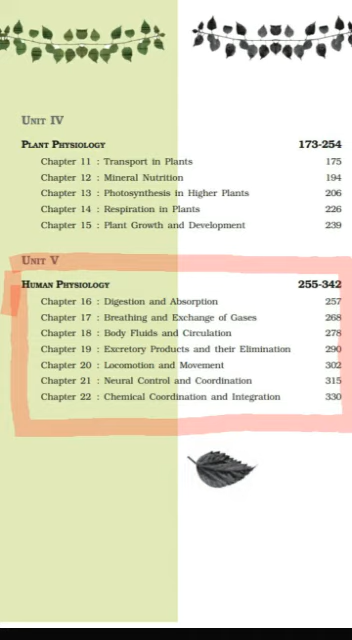 UNIT IV
PLANT PHYSIOLOGY 173-254
Chapter 11 : Transport in Plants 175
Chapter 12 : Mineral Nutrition 194
Chapter 13 : Photosynthesis in Higher Plants 206
Chapter 14 : Respiration in Plants 226
Chapter 15 : Plant Growth and Development 239
UNIT V
HUMAN PHYSIOLOGY 255-342
Chapter 16 : Digestion and Absorption 257
Chapter 17 : Breathing and Exchange of Gases 268
Chapter 18 : Body Fluids and Circulation 278
Chapter 19 : Excretory Products and their Elimination 290
Chapter 20 : Locomotion and Movement 302
Chapter 21 : Neural Control and Coordination 315
Chapter 22 : Chemical Coordination and Integration 330